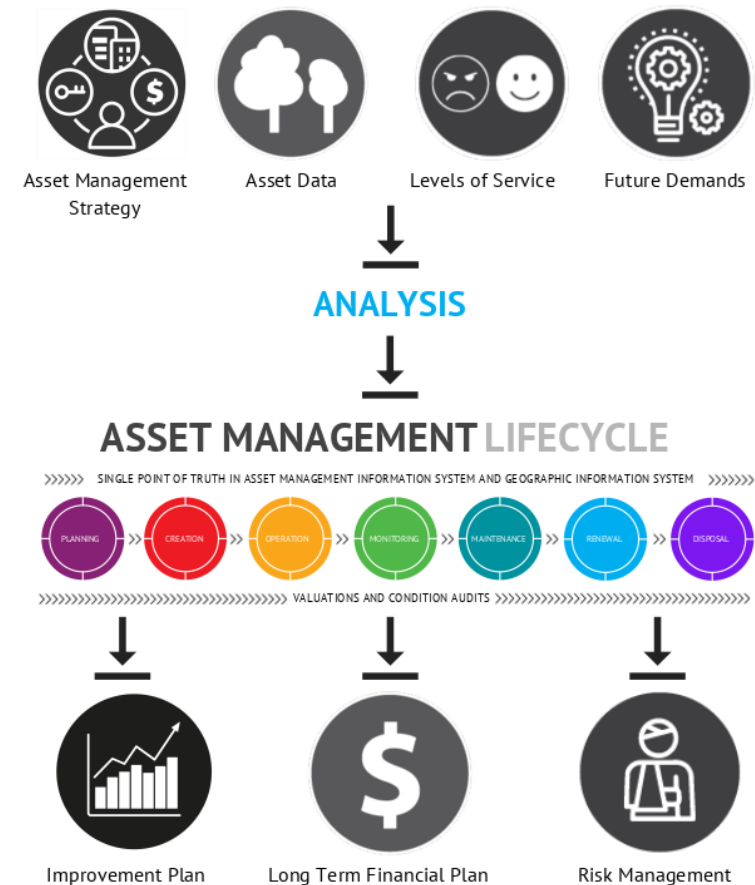 $
Asset Management
Strategy
Asset Data
Levels of Service
Future Demands
ANALYSIS
ASSET MANAGEMENT LIFECYCLE
SINGLE POINT OF TRUTH IN ASSET MANAGEMENT INFORMATION SYSTEM AND GEOGRAPHIC INFORMATION SYSTEM
PLANNING
CREATION
OPERATION
MONITORING
MAINTENANCE
RENEWAL
DISPOSAL
VALUATIONS AND CONDITION AUDITS
$
Improvement Plan
Long Term Financial Plan
Risk Management